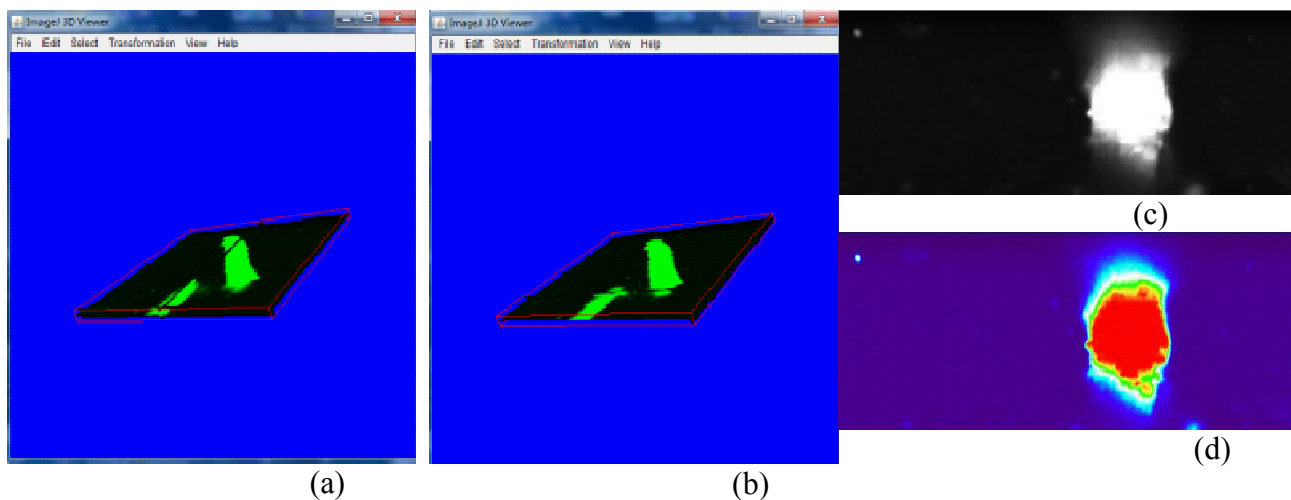 ImageJ 3D Viewer
File Edit Select Transformation View Help
ImageJ 3D Viewer
File Edit Select Transformation View Help
(c)
(d)
(a)
(b)